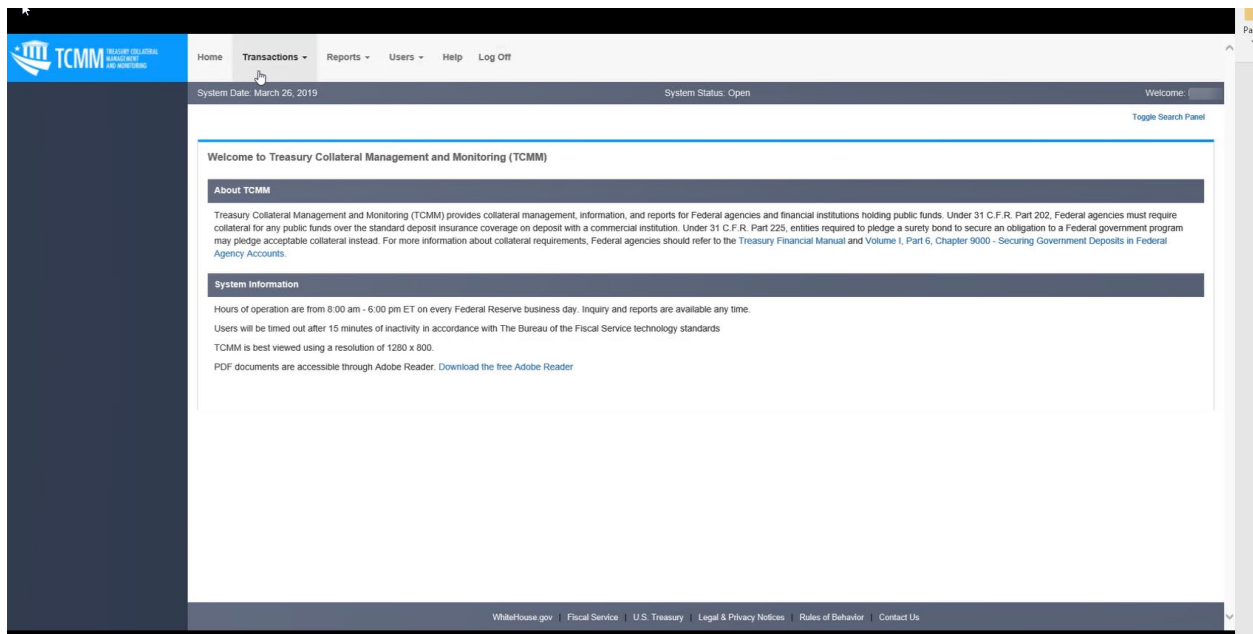 TCMM TREASURY COLLATERAL
MANAGEMENT
AND MONITORING
Home Transactions Reports Users Help Log Off
System Date: March 26, 2019 System Status: Open Welcome:
Toggle Search Panel
Welcome to Treasury Collateral Management and Monitoring (TCMM)
About TCMM
Treasury Collateral Management and Monitoring (TCMM) provides collateral management, information, and reports for Federal agencies and financial institutions holding public funds. Under 31 C.F.R. Part 202, Federal agencies must require
collateral for any public funds over the standard deposit insurance coverage on deposit with a commercial institution. Under 31 C.F.R. Part 225, entities required to pledge a surety bond to secure an obligation to a Federal government program
may pledge acceptable collateral instead. For more information about collateral requirements, Federal agencies should refer to the Treasury Financial Manual and Volume I, Part 6, Chapter 9000 - Securing Government Deposits in Federal
Agency Accounts.
System Information
Hours of operation are from 8:00 am - 6:00 pm ET on every Federal Reserve business day. Inquiry and reports are available any time.
Users will be timed out after 15 minutes of inactivity in accordance with The Bureau of the Fiscal Service technology standards
TCMM is best viewed using a resolution of 1280 x 800.
PDF documents are accessible through Adobe Reader. Download the free Adobe Reader
WhiteHouse.gov | Fiscal Service | U.S. Treasury | Legal & Privacy Notices | Rules of Behavior | Contact Us